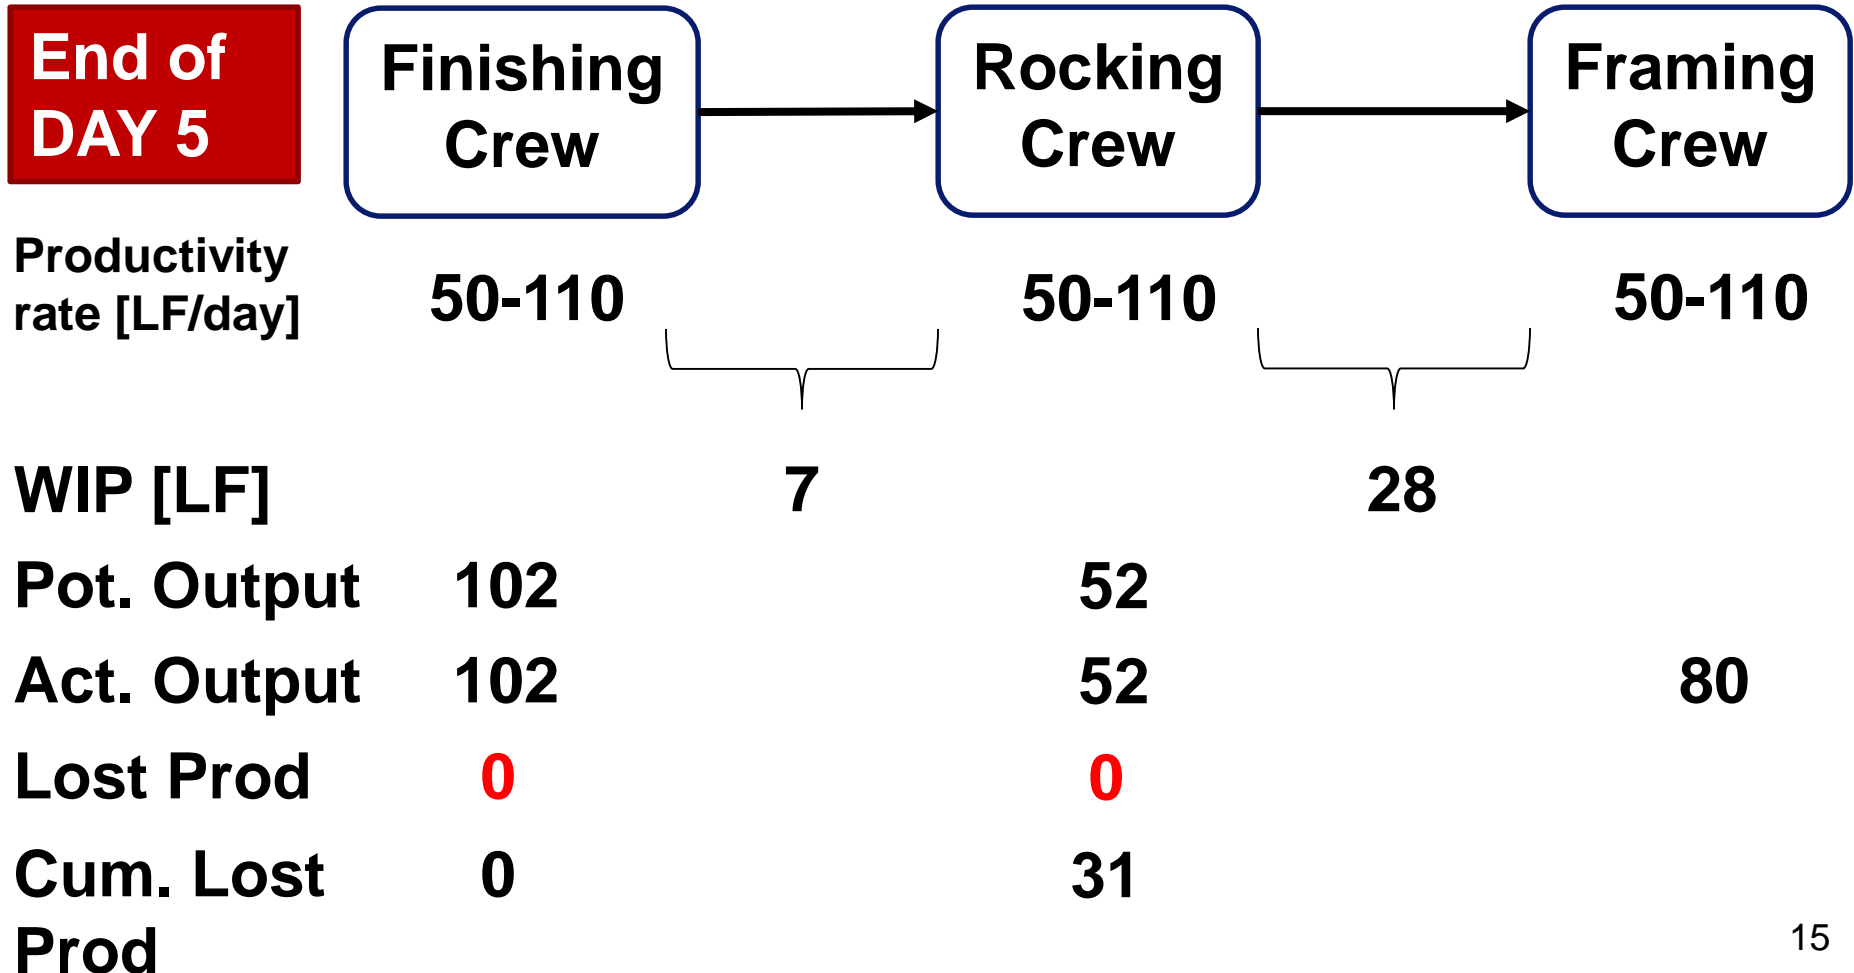 End of
DAY 5
Finishing
Crew
Rocking
Crew
Framing
Crew
Productivity
rate [LF/day]
50-110
50-110
50-110
WIP [LF]
7
28
Pot. Output
102
52
Act. Output
102
52
80
Lost Prod
0
0
Cum. Lost
Prod
0
31
15